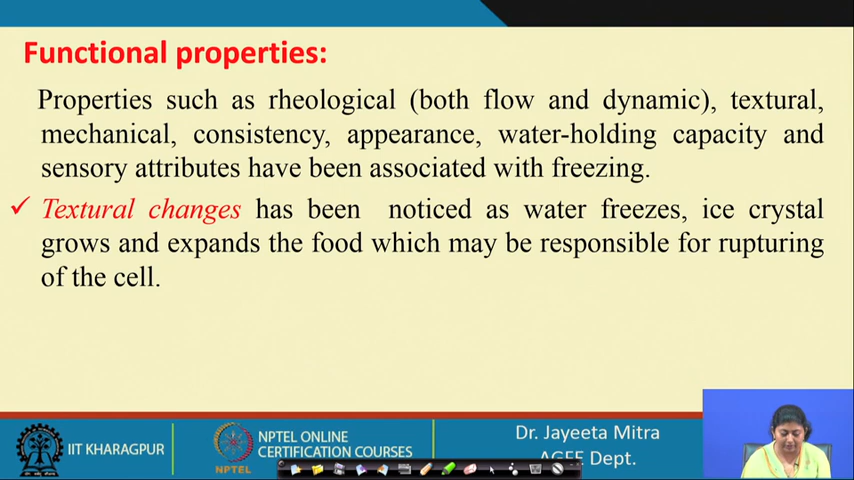 Functional properties:
Properties such as rheological (both flow and dynamic), textural,
mechanical, consistency, appearance, water-holding capacity and
sensory attributes have been associated with freezing.
✓ Textural changes has been noticed as water freezes, ice crystal
grows and expands the food which may be responsible for rupturing
of the cell.
IIT KHARAGPUR
NPTEL
NPTEL ONLINE
CERTIFICATION COURSES
Dr. Jayeeta Mitra
AGFE Dept.